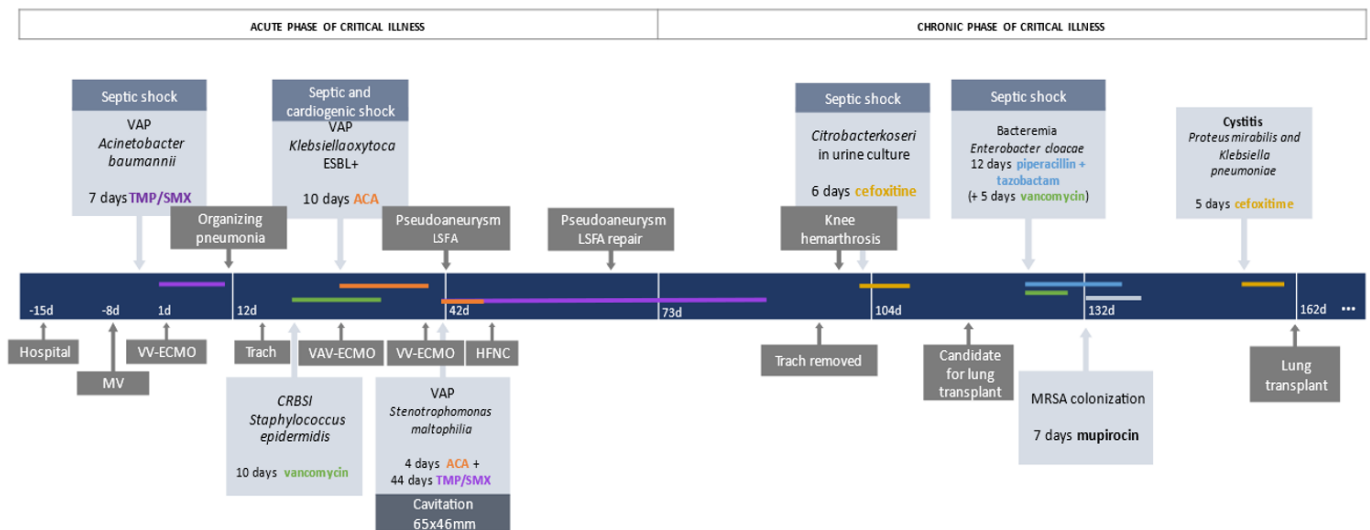 ACUTE PHASE OF CRITICAL ILLNESS
CHRONIC PHASE OF CRITICAL ILLNESS
Septic shock
VAP
Acinetobacter
baumannii
7 days TMP/SMX
Septic and
cardiogenic shock
VAP
Klebsiellaoxytoca
ESBL+
10 days ACA
Septic shock
Citrobacterkoseri
in urine culture
6 days cefoxitine
Septic shock
Bacteremia
Enterobacter cloacae
12 days piperacillin +
tazobactam
(+ 5 days vancomycin)
Cystitis
Proteus mirabilis and
Klebsiella
pneumoniae
5 days cefoxitime
Organizing
pneumonia
Pseudoaneurysm
LSFA
Pseudoaneurysm
LSFA repair
Knee
hemarthrosis
-15d
-8d
1d
12d
42d
73d
104d
132d
162d
...
Hospital
MV
VV-ECMO
Trach
VAV-ECMO
VV-ECMO
HFNC
Trach removed
Candidate
for lung
transplant
Lung
transplant
CRBSI
Staphylococcus
epidermidis
10 days vancomycin
VAP
Stenotrophomonas
maltophilia
4 days ACA +
44 days TMP/SMX
Cavitation
65x46mm
MRSA colonization
7 days mupirocin